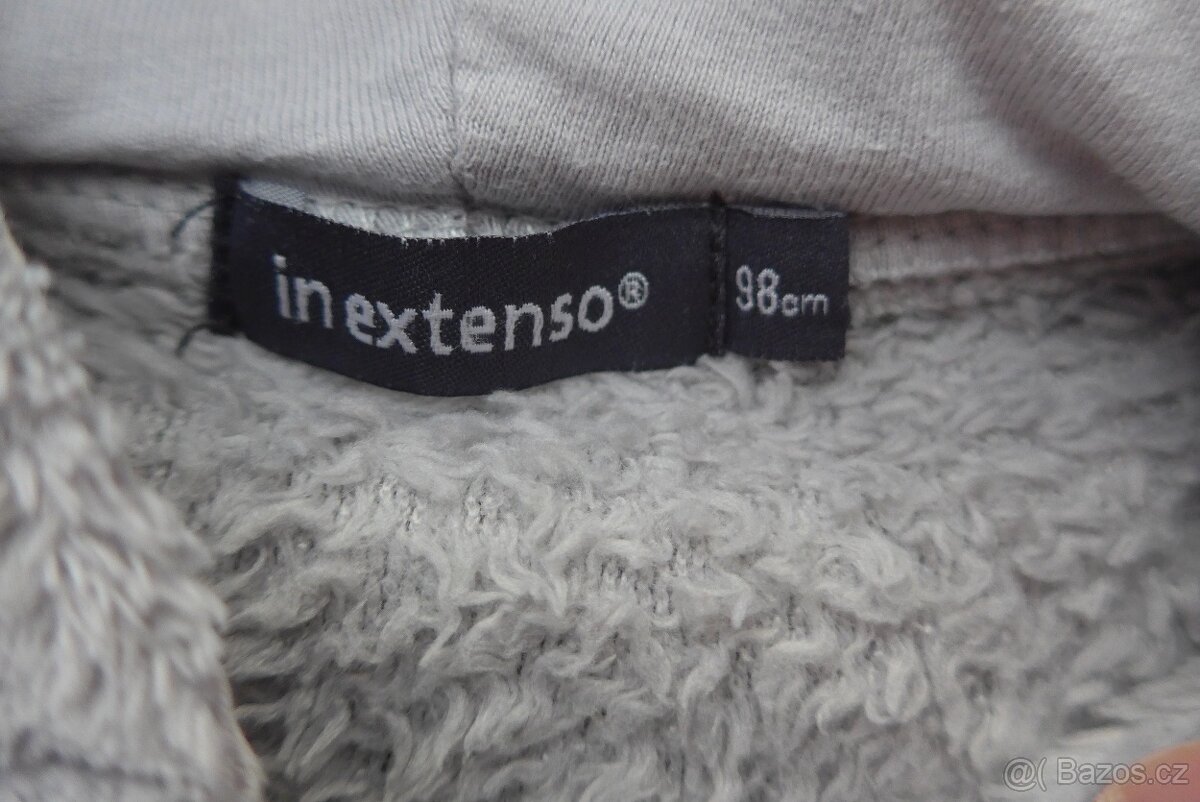 in extenso®
98cm
@( Bazos.cz